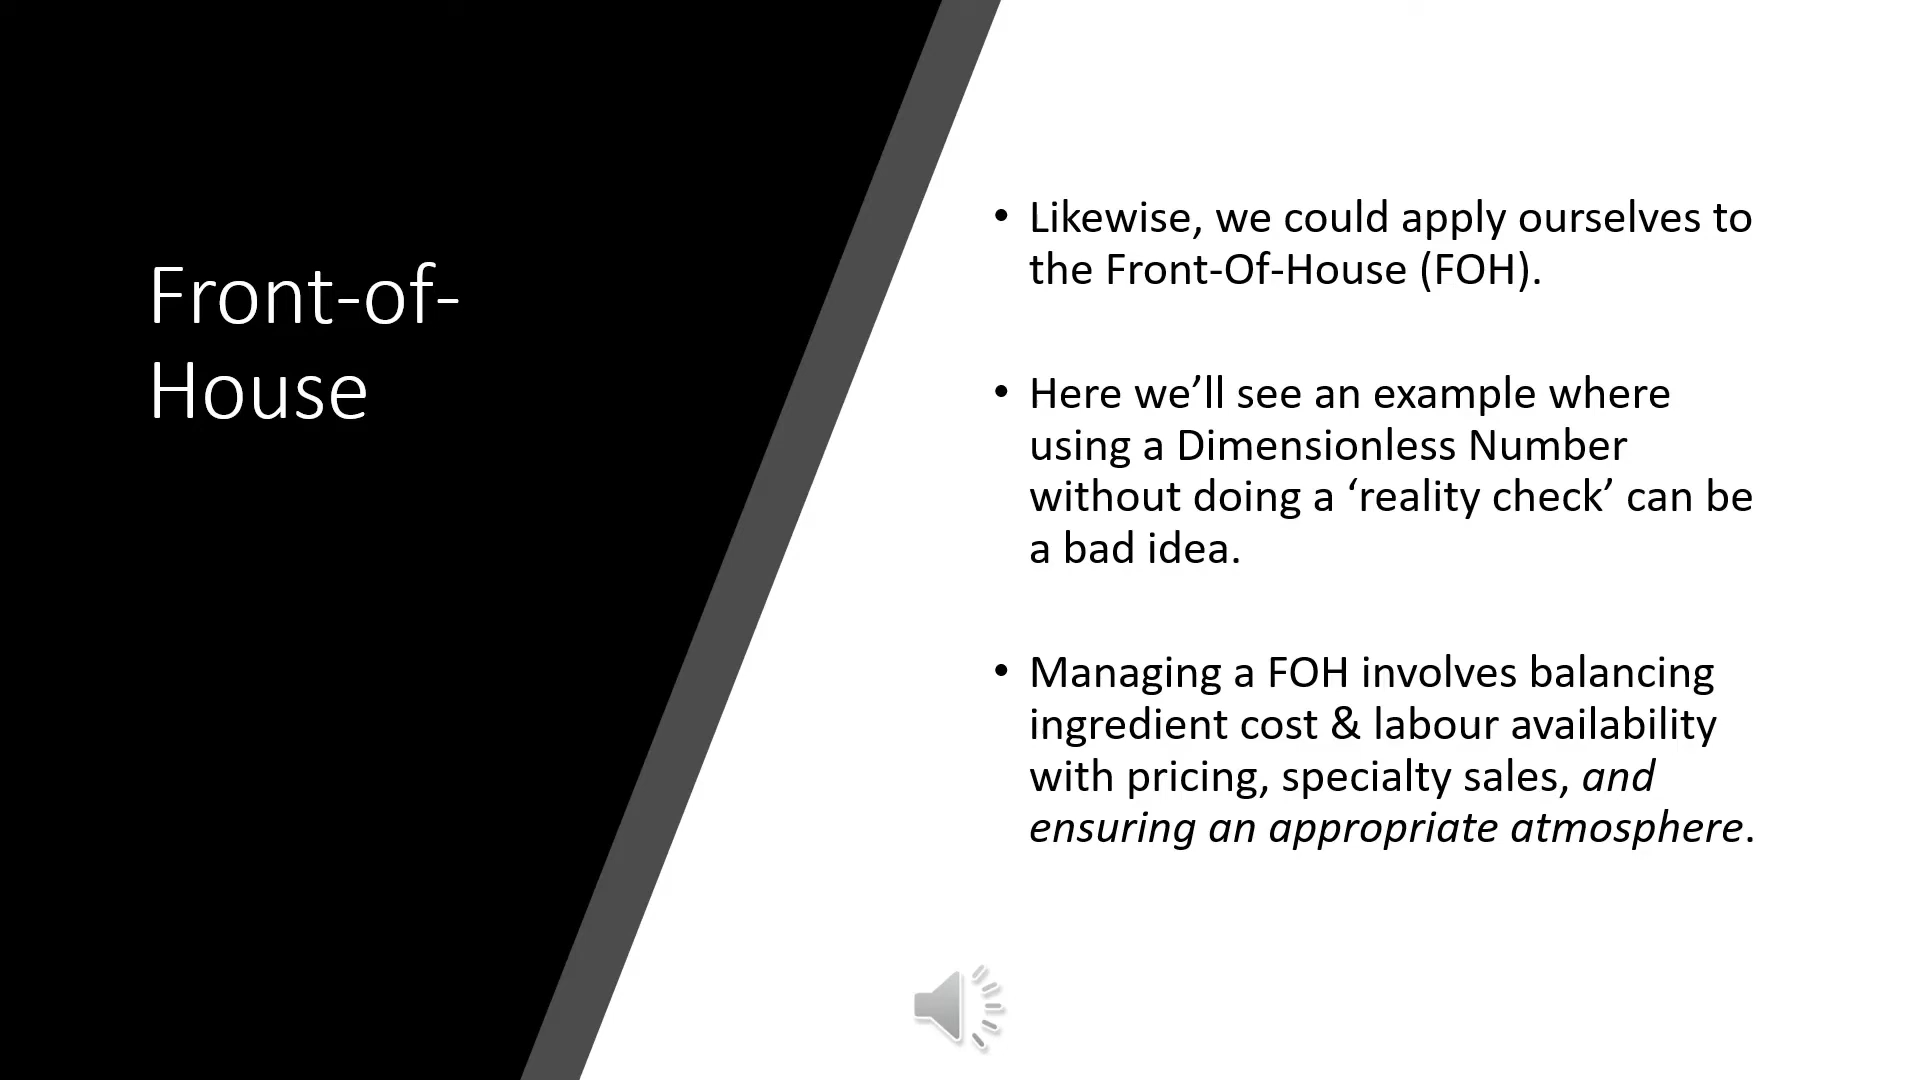 Front-of-
House
• Likewise, we could apply ourselves to
the Front-Of-House (FOH).
• Here we’ll see an example where
using a Dimensionless Number
without doing a ‘reality check’ can be
a bad idea.
• Managing a FOH involves balancing
ingredient cost & labour availability
with pricing, specialty sales, and
ensuring an appropriate atmosphere.